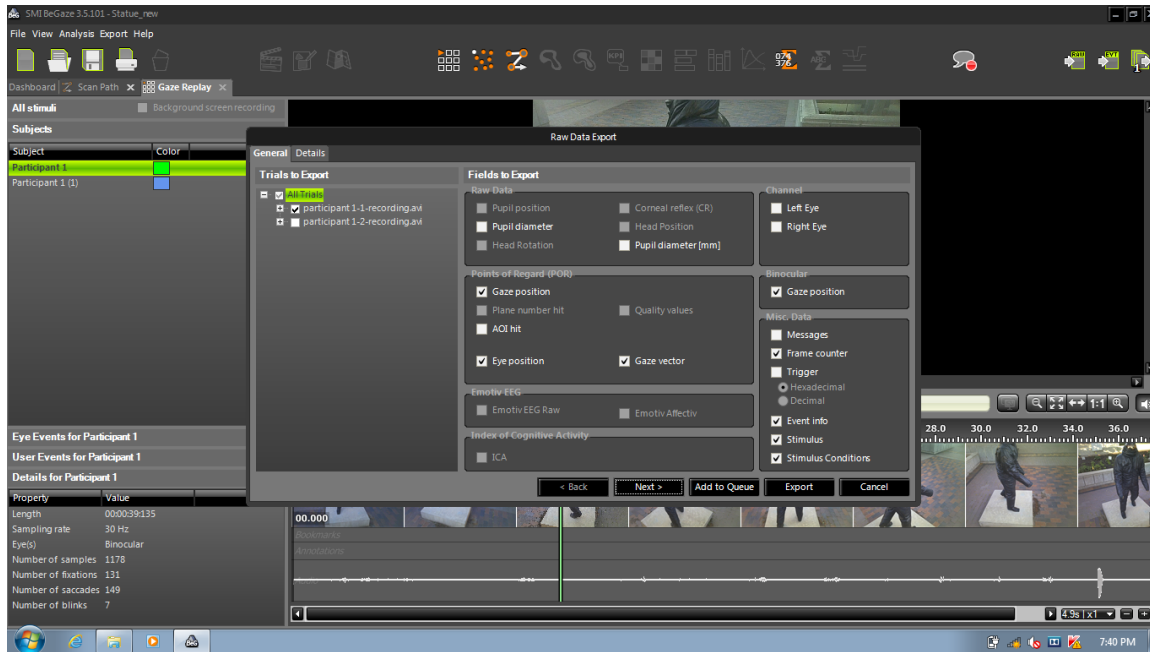 SMI BeGaze 3.5.101 - Statue_new
File View Analysis Export Help
Dashboard Scan Path Gaze Replay
All stimuli Background screen recording
Subjects
Subject Color
Participant 1
Participant 1 (1)
Raw Data Export
General Details
Trials to Export
All Trials
participant 1-1-recording.avi
participant 1-2-recording.avi
Fields to Export
Raw Data
Pupil position Corneal reflex (CR)
Pupil diameter Head Position
Head Rotation Pupil diameter [mm]
Channel
Left Eye
Right Eye
Points of Regard (POR)
Gaze position
Plane number hit Quality values
AOI hit
Eye position Gaze vector
Binocular
Gaze position
Misc. Data
Messages
Frame counter
Trigger
Hexadecimal
Decimal
Event info
Stimulus
Stimulus Conditions
Emotiv EEG
Emotiv EEG Raw Emotiv Affectiv
Index of Cognitive Activity
ICA
< Back Next > Add to Queue Export Cancel
1:1
28.0 30.0 32.0 34.0 36.0
Eye Events for Participant 1
User Events for Participant 1
Details for Participant 1
Property Value
Length 00:00:39:135
Sampling rate 30 Hz
Eye(s) Binocular
Number of samples 1178
Number of fixations 131
Number of saccades 149
Number of blinks 7
00.000
Bookmarks
Annotations
Audio
4.9s | x1
7:40 PM